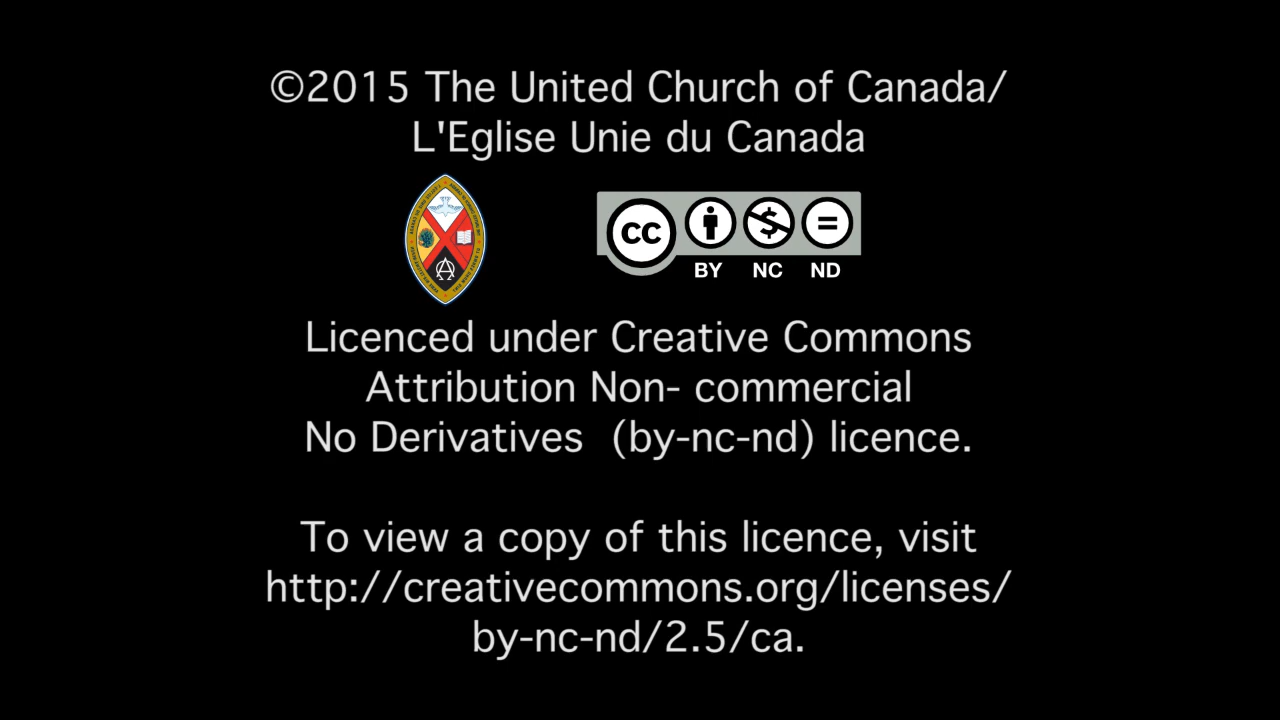 ©2015 The United Church of Canada/
L'Eglise Unie du Canada
cc
BY NC ND
Licenced under Creative Commons
Attribution Non- commercial
No Derivatives  (by-nc-nd) licence.
To view a copy of this licence, visit
http://creativecommons.org/licenses/
by-nc-nd/2.5/ca.